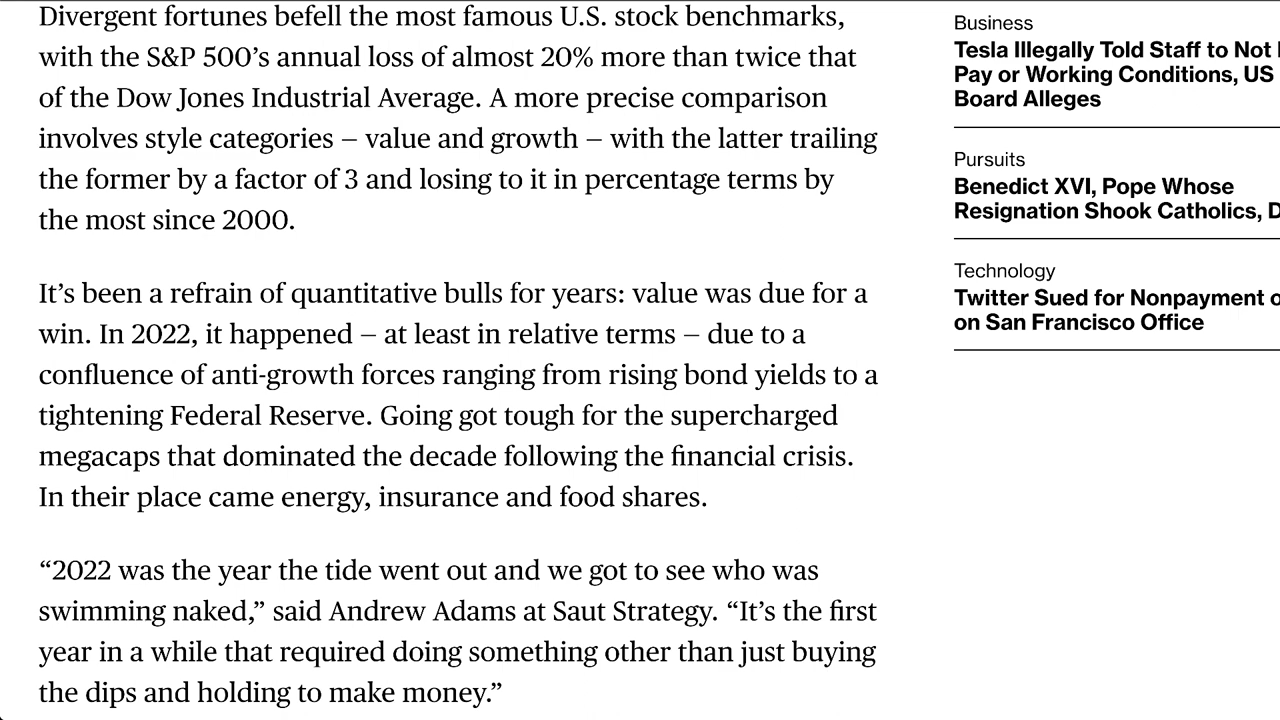 Divergent fortunes befell the most famous U.S. stock benchmarks,
with the S&P 500’s annual loss of almost 20% more than twice that
of the Dow Jones Industrial Average. A more precise comparison
involves style categories – value and growth – with the latter trailing
the former by a factor of 3 and losing to it in percentage terms by
the most since 2000.
It’s been a refrain of quantitative bulls for years: value was due for a
win. In 2022, it happened – at least in relative terms – due to a
confluence of anti-growth forces ranging from rising bond yields to a
tightening Federal Reserve. Going got tough for the supercharged
megacaps that dominated the decade following the financial crisis.
In their place came energy, insurance and food shares.
“2022 was the year the tide went out and we got to see who was
swimming naked,” said Andrew Adams at Saut Strategy. “It’s the first
year in a while that required doing something other than just buying
the dips and holding to make money.”
Business
Tesla Illegally Told Staff to Not
Pay or Working Conditions, US
Board Alleges
Pursuits
Benedict XVI, Pope Whose
Resignation Shook Catholics,
Technology
Twitter Sued for Nonpayment
on San Francisco Office